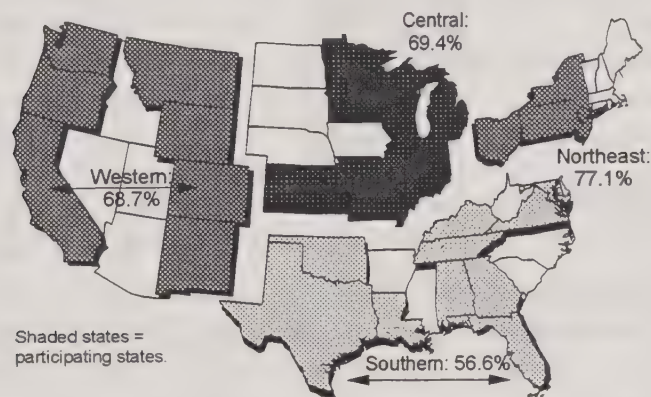 Central:
69.4%
Northeast:
77.1%
Western:
68.7%
Shaded states =
participating states.
Southern: 56.6%